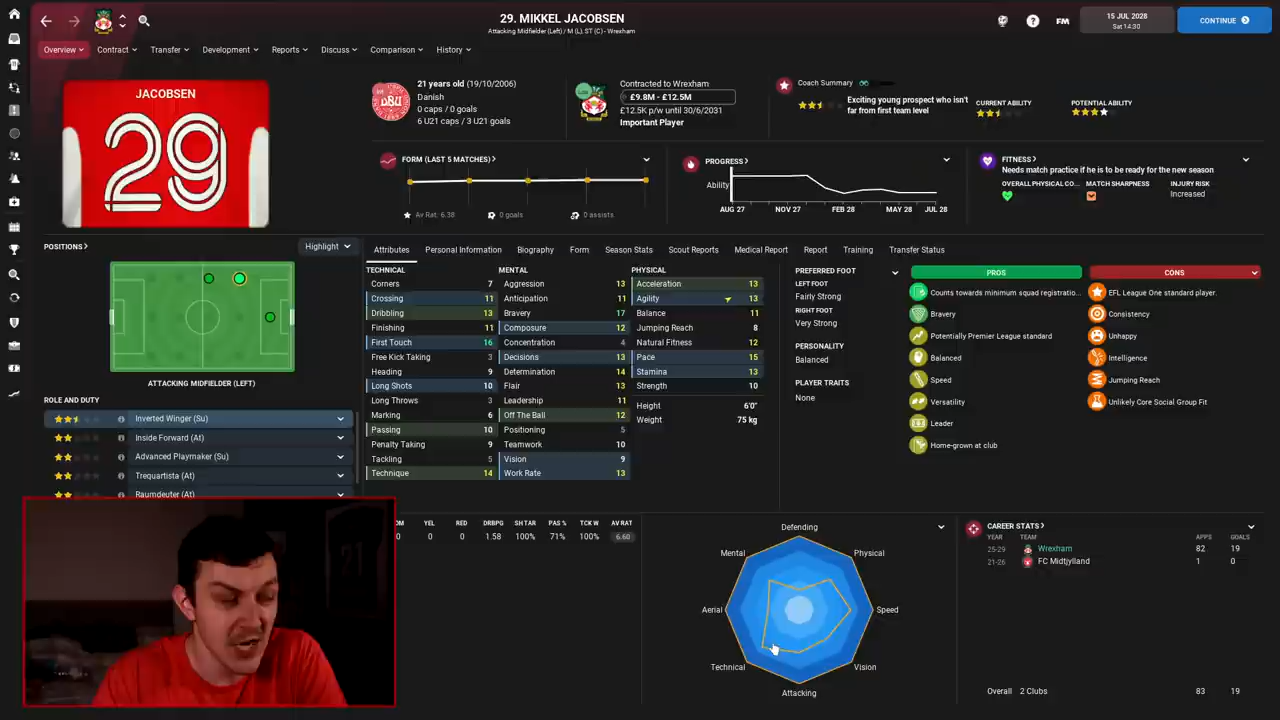 29. MIKKEL JACOBSEN
Attacking Midfielder (Left) / M (L), ST (C) - Wrexham
FM
15 JUL 2028
Sat 14:30
CONTINUE
Overview
Contract
Transfer
Development
Reports
Discuss
Comparison
History
JACOBSEN
29
DBU
21 years old (19/10/2006)
Danish
0 caps / 0 goals
6 U21 caps / 3 U21 goals
Contracted to Wrexham
£9.8M - £12.5M
£12.5K p/w until 30/6/2031
Important Player
Coach Summary
Exciting young prospect who isn't
far from first team level
CURRENT ABILITY
POTENTIAL ABILITY
FORM (LAST 5 MATCHES)
Av Rat: 6.38
0 goals
0 assists
PROGRESS
Ability
AUG 27
NOV 27
FEB 28
MAY 28
JUL 28
FITNESS
Needs match practice if he is to be ready for the new season
OVERALL PHYSICAL CO...
MATCH SHARPNESS
INJURY RISK
Increased
POSITIONS
Highlight
ATTACKING MIDFIELDER (LEFT)
ROLE AND DUTY
Inverted Winger (Su)
Inside Forward (At)
Advanced Playmaker (Su)
Trequartista (At)
Raumdeuter (At)
Attributes
Personal Information
Biography
Form
Season Stats
Scout Reports
Medical Report
Report
Training
Transfer Status
TECHNICAL
Corners 7
Crossing 11
Dribbling 13
Finishing 11
First Touch 16
Free Kick Taking 3
Heading 9
Long Shots 10
Long Throws 3
Marking 6
Passing 10
Penalty Taking 9
Tackling 5
Technique 14
MENTAL
Aggression 13
Anticipation 11
Bravery 17
Composure 12
Concentration 4
Decisions 13
Determination 14
Flair 13
Leadership 11
Off The Ball 12
Positioning 5
Teamwork 10
Vision 9
Work Rate 13
PHYSICAL
Acceleration 13
Agility 13
Balance 11
Jumping Reach 8
Natural Fitness 12
Pace 15
Stamina 13
Strength 10
Height 6'0"
Weight 75 kg
PREFERRED FOOT
LEFT FOOT
Fairly Strong
RIGHT FOOT
Very Strong
PERSONALITY
Balanced
PLAYER TRAITS
None
PROS
Counts towards minimum squad registratio...
Bravery
Potentially Premier League standard
Balanced
Speed
Versatility
Leader
Home-grown at club
CONS
EFL League One standard player.
Consistency
Unhappy
Intelligence
Jumping Reach
Unlikely Core Social Group Fit
YEL RED DRBPG SH TAR PAS % TCK W AV RAT
0 0 0 1.58 100% 71% 100% 6.60
Defending
Physical
Speed
Vision
Attacking
Technical
Aerial
Mental
CAREER STATS
YEAR TEAM APPS GOALS
25-29 Wrexham 82 19
21-26 FC Midtjylland 1 0
Overall 2 Clubs 83 19